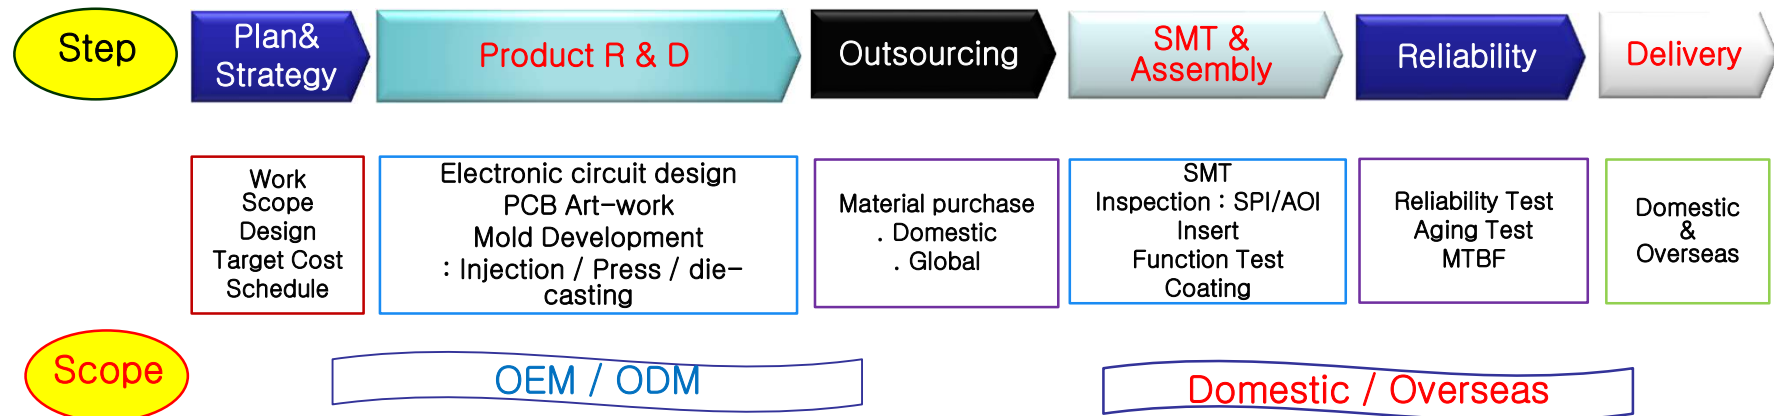 Step
Plan&
Strategy
Product R & D
Outsourcing
SMT &
Assembly
Reliability
Delivery
Work
Scope
Design
Target Cost
Schedule
Electronic circuit design
PCB Art-work
Mold Development
: Injection / Press / die-
casting
Material purchase
. Domestic
. Global
SMT
Inspection : SPI/AOI
Insert
Function Test
Coating
Reliability Test
Aging Test
MTBF
Domestic
&
Overseas
Scope
OEM / ODM
Domestic / Overseas